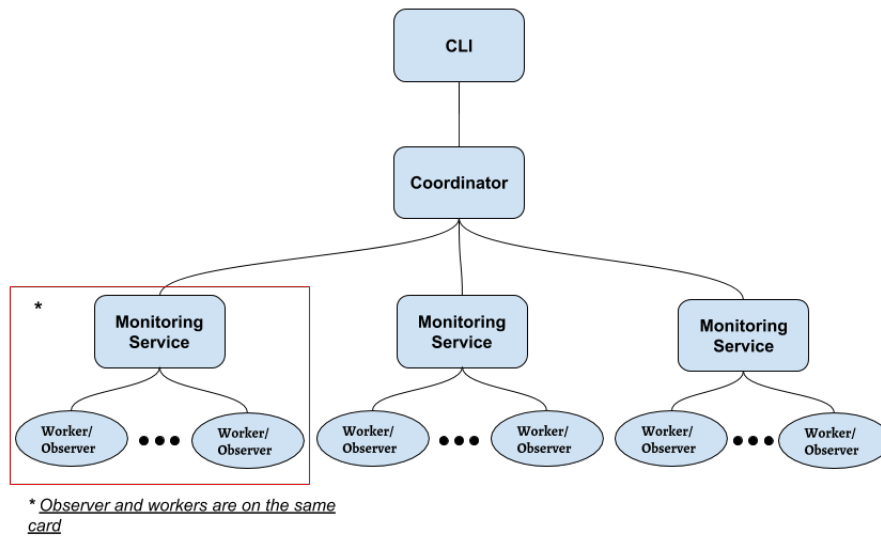 CLI
Coordinator
*
Monitoring
Service
Monitoring
Service
Monitoring
Service
Worker/
Observer
Worker/
Observer
Worker/
Observer
Worker/
Observer
Worker/
Observer
Worker/
Observer
* Observer and workers are on the same
card